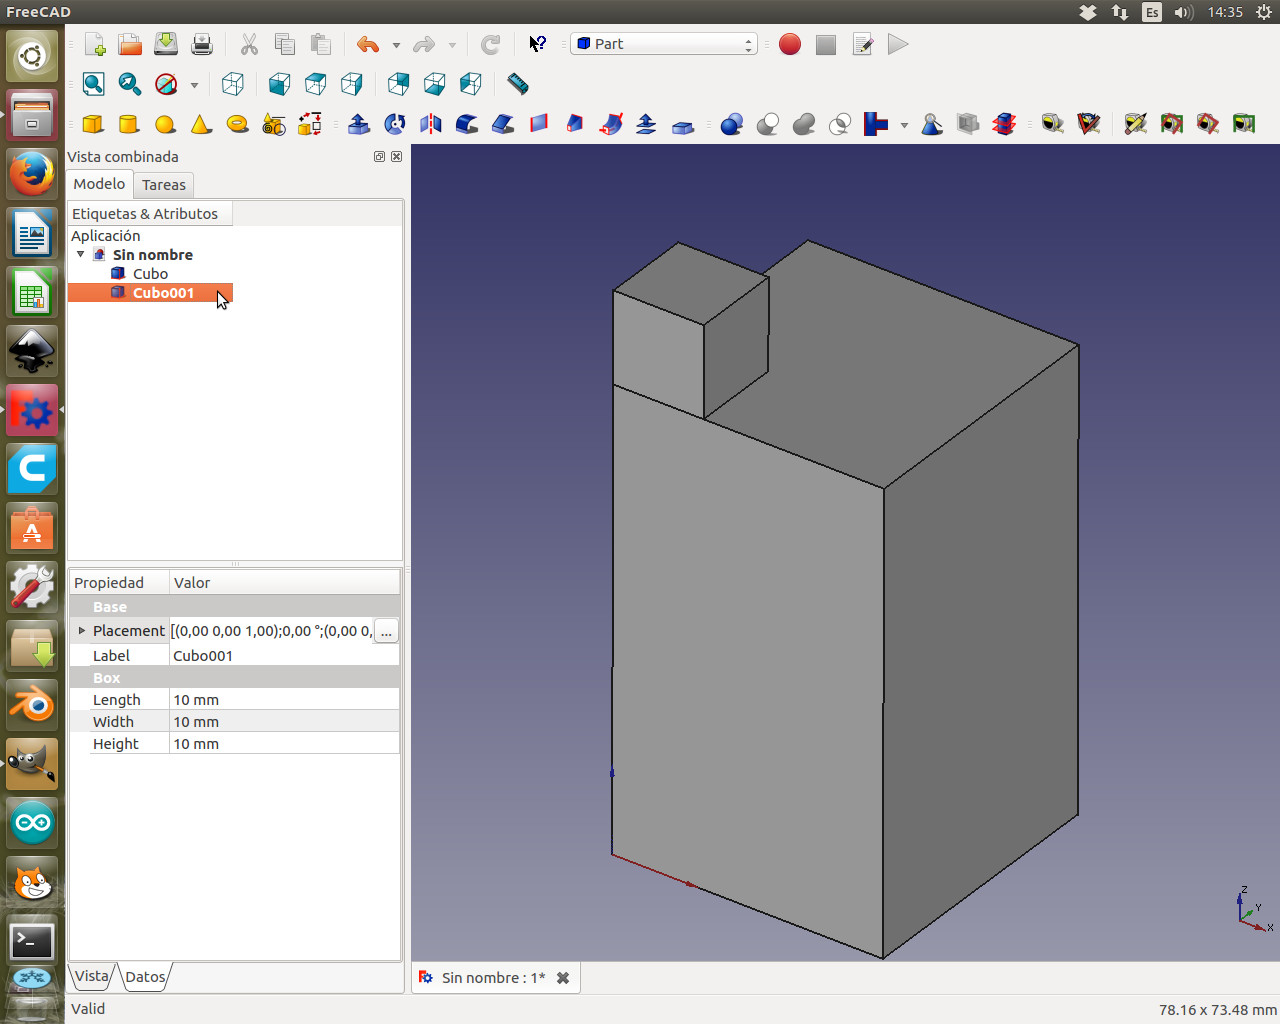 FreeCAD
Es
14:35
Part
Vista combinada
Modelo
Tareas
Etiquetas & Atributos
Aplicación
Sin nombre
Cubo
Cubo001
Propiedad Valor
Base
Placement [(0,00 0,00 1,00);0,00 °;(0,00 0, ...
Label Cubo001
Box
Length 10 mm
Width 10 mm
Height 10 mm
Z
Y
X
Vista Datos
Sin nombre : 1*
Valid
78.16 x 73.48 mm